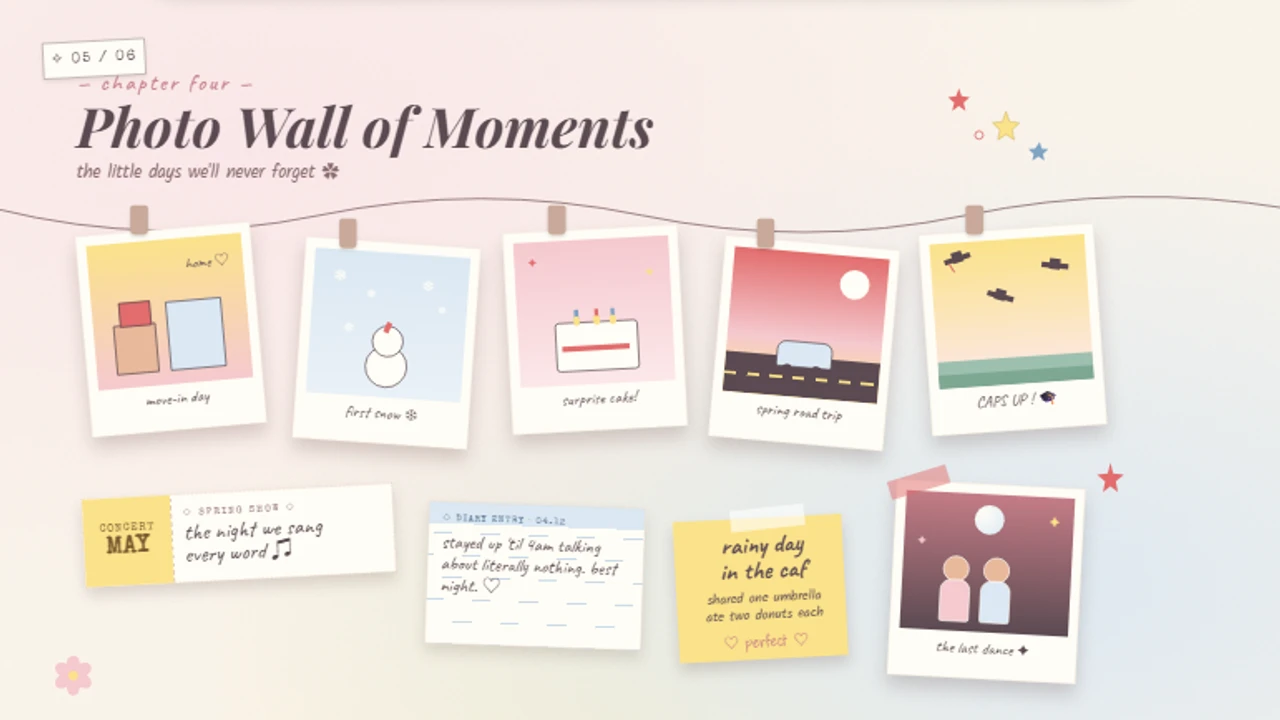 ✧ 05 / 06
— chapter four —
Photo Wall of Moments
the little days we'll never forget ✽
home ♡
move-in day
first snow ❄
surprise cake!
spring road trip
CAPS UP ! 🎓
CONCERT
MAY
◇ SPRING SHOW ◇
the night we sang
every word 🎵
◇ DIARY ENTRY · 04.12
stayed up 'til 4am talking
about literally nothing. best
night. ♡
rainy day
in the caf
shared one umbrella
ate two donuts each
♡ perfect ♡
the last dance ✦